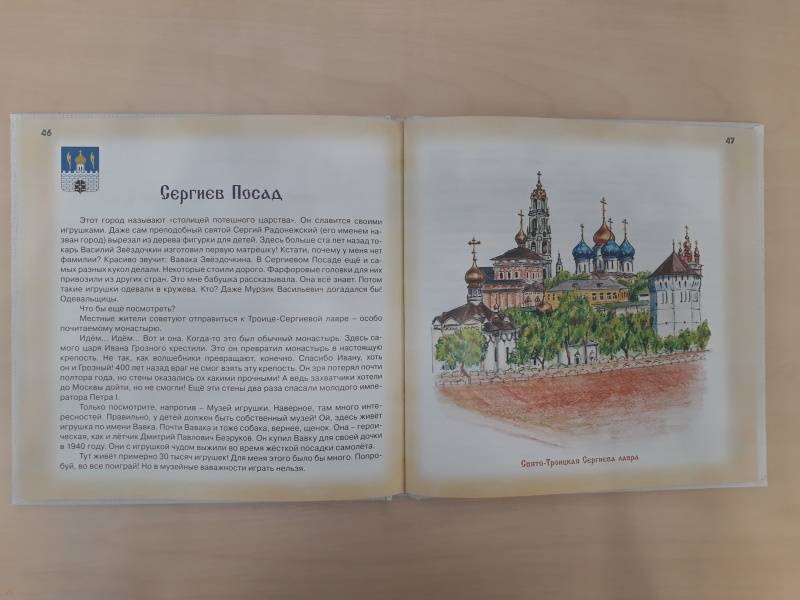 46
Сергиев Посад
Этот город называют «столицей потешного царства». Он славится своими
игрушками. Даже сам преподобный святой Сергий Радонежский (его именем на-
зван город) вырезал из дерева фигурки для детей. Здесь больше ста лет назад то-
карь Василий Звёздочкин изготовил первую матрёшку! Кстати, почему у меня нет
фамилии? Красиво звучит: Вавака Звёздочкина. В Сергиевом Посаде ещё и са-
мых разных кукол делали. Некоторые стоили дорого. Фарфоровые головки для них
привозили из других стран. Это мне бабушка рассказывала. Она всё знает. Потом
такие игрушки одевали в кружева. Кто? Даже Мурзик Васильевич догадался бы!
Одевальщицы.
Что бы ещё посмотреть?
Местные жители советуют отправиться к Троице-Сергиевой лавре – особо
почитаемому монастырю.
Идём... Идём... Вот и она. Когда-то это был обычный монастырь. Здесь са-
мого царя Ивана Грозного крестили. Это он превратил монастырь в настоящую
крепость. Не так, как волшебники превращают, конечно. Спасибо Ивану, хоть
он и Грозный! 400 лет назад враг не смог взять эту крепость. Он зря потерял почти
полтора года, но стены оказались ох какими прочными! А ведь захватчики хотели
до Москвы дойти, но не смогли! Ещё эти стены два раза спасали молодого импе-
ратора Петра I.
Только посмотрите, напротив – Музей игрушки. Наверное, там много инте-
ресностей. Правильно, у детей должен быть собственный музей! Ой, здесь живёт
игрушка по имени Вавка. Почти Вавака и тоже собака, вернее, щенок. Она – геро-
ическая, как и лётчик Дмитрий Павлович Безруков. Он купил Вавку для своей дочки
в 1940 году. Они с игрушкой чудом выжили во время жёсткой посадки самолёта.
Тут живёт примерно 30 тысяч игрушек! Для меня этого было бы много. Попро-
буй, во все поиграй! Но в музейные ваважности играть нельзя.
47
Свято-Троицкая Сергиева лавра